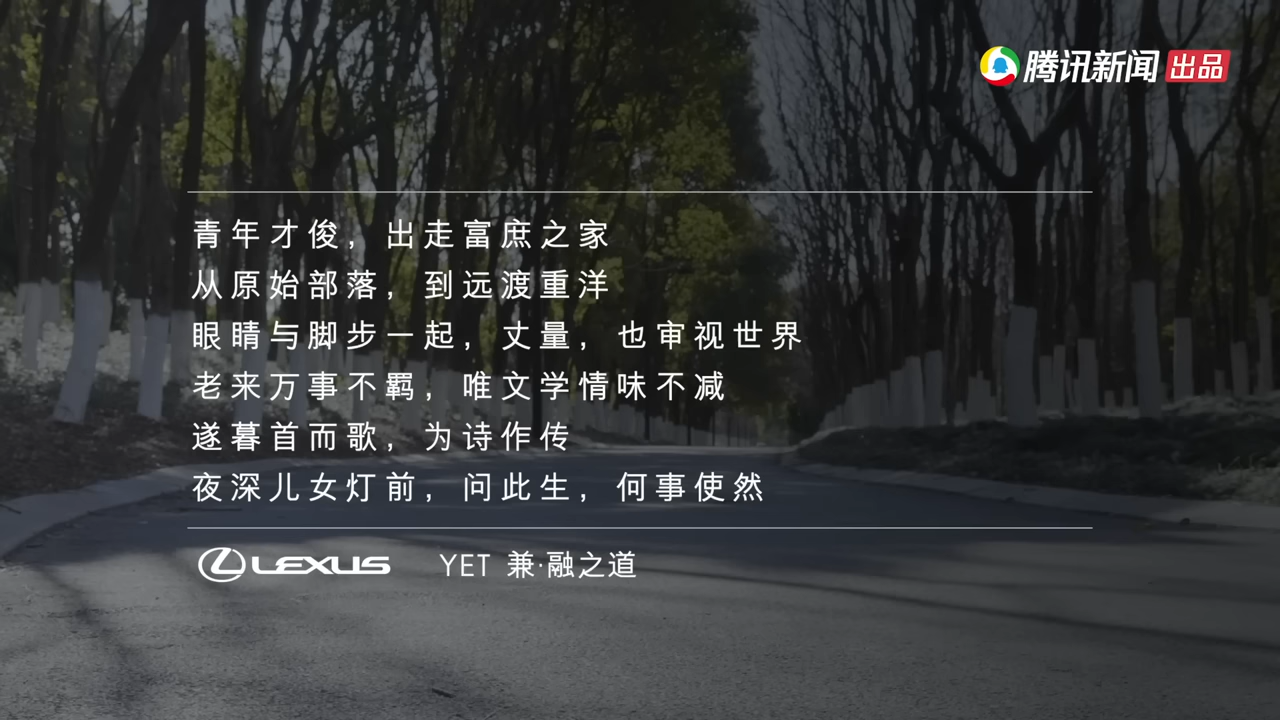 腾讯新闻 出品
青年才俊，出走富庶之家
从原始部落，到远渡重洋
眼睛与脚步一起，丈量，也审视世界
老来万事不羁，唯文学情味不减
遂暮首而歌，为诗作传
夜深儿女灯前，问此生，何事使然
LEXUS YET 兼·融之道